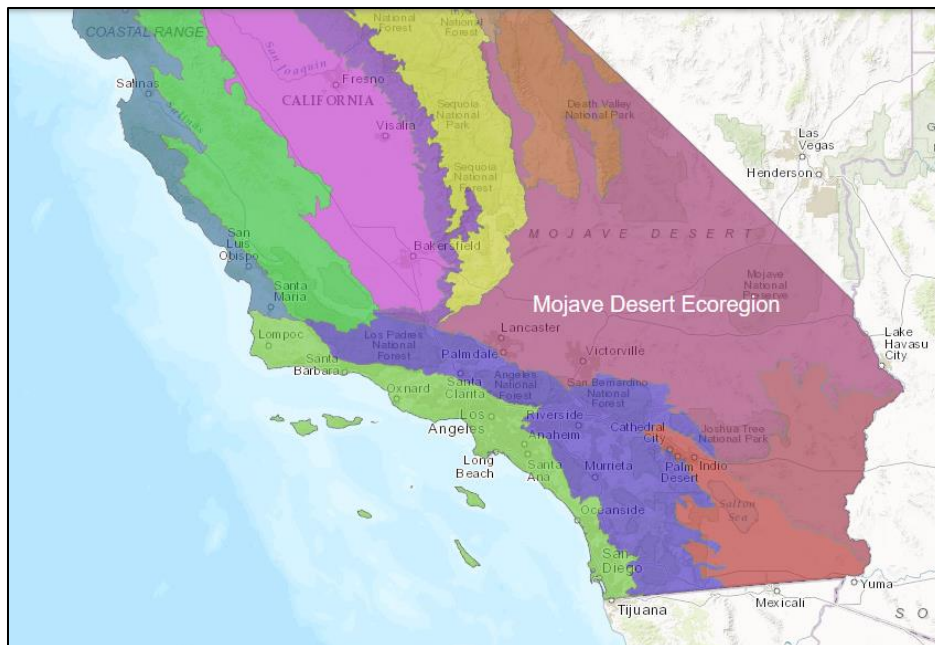 COASTAL RANGE
National
Forest
National
Forest
Salinas
Salinas
San
Joaquin
Fresno
CALIFORNIA
Visalia
Sequoia
National
Park
Sequoia
National
Forest
Death Valley
National Park
Las
Vegas
Henderson
MOJAVE DESERT
San
Luis
Obispo
Bakersfield
Santa
Maria
Mojave
National
Preserve
Mojave Desert Ecoregion
Lompoc
Los Padres
National
Forest
Lancaster
Palmdale
Victorville
Lake
Havasu
City
Santa
Barbara
Oxnard
Santa
Clarita
Angeles
National
Forest
San Bernardino
National
Forest
Los
Angeles
Riverside
Anaheim
Cathedral
City
Joshua Tree
National Park
Long
Beach
Santa
Ana
Murrieta
Palm
Desert
Indio
Oceanside
Salton
Sea
San
Diego
Tijuana
Mexicali
Yuma
S O